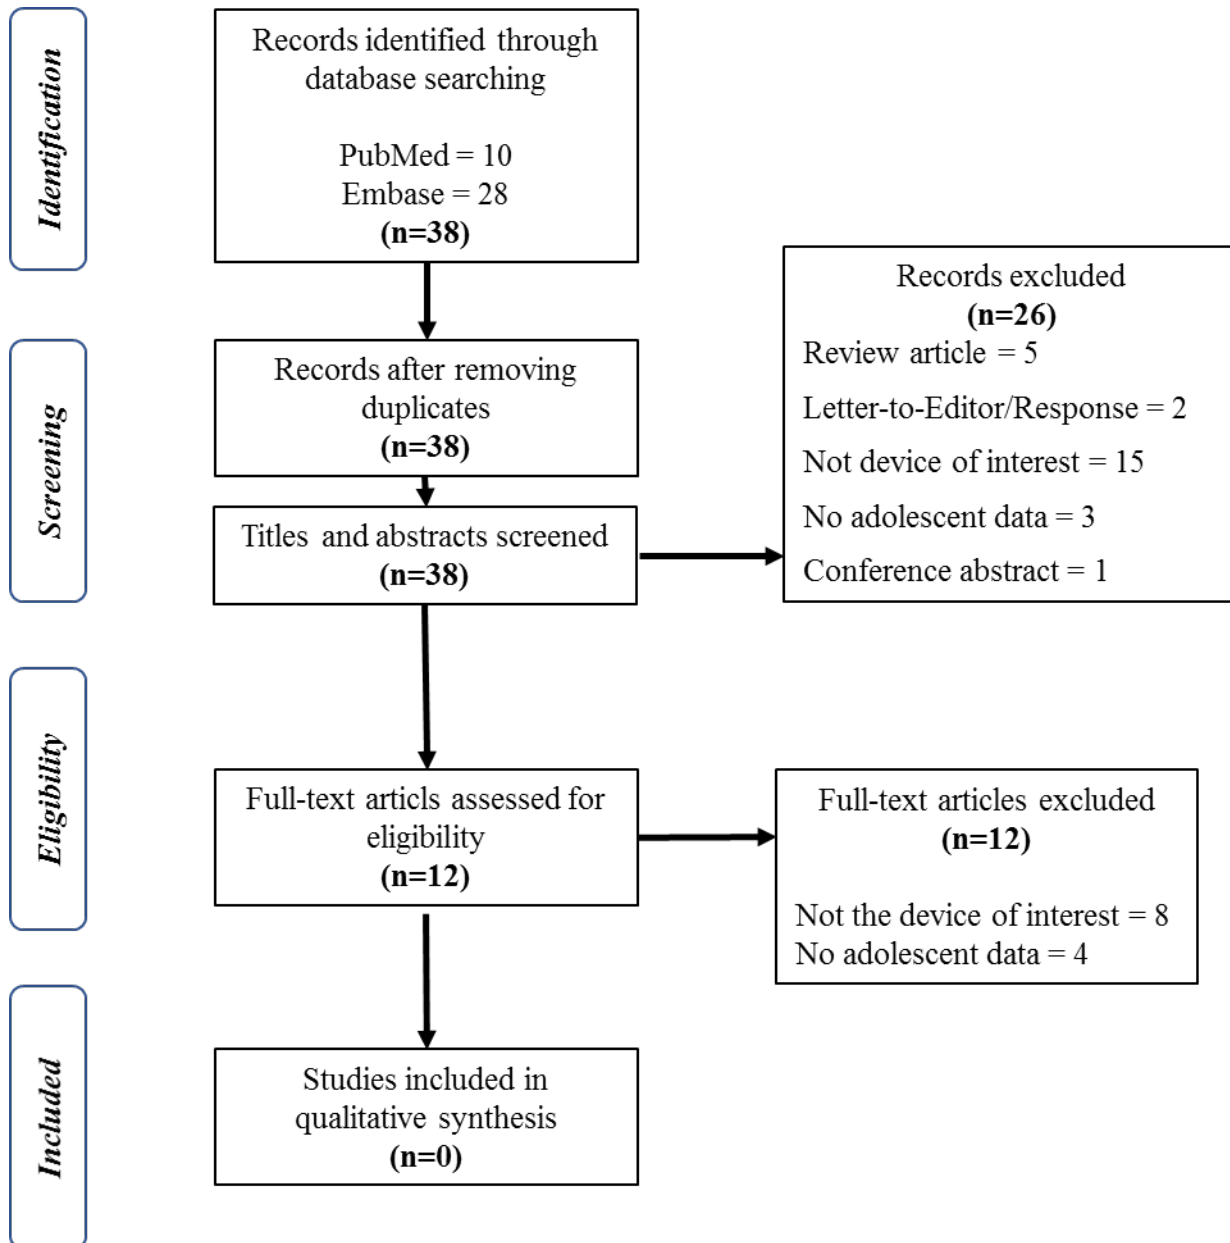 Identification
Records identified through
database searching
PubMed = 10
Embase = 28
(n=38)
Screening
Records after removing
duplicates
(n=38)
Titles and abstracts screened
(n=38)
Records excluded
(n=26)
Review article = 5
Letter-to-Editor/Response = 2
Not device of interest = 15
No adolescent data = 3
Conference abstract = 1
Eligibility
Full-text articls assessed for
eligibility
(n=12)
Full-text articles excluded
(n=12)
Not the device of interest = 8
No adolescent data = 4
Included
Studies included in
qualitative synthesis
(n=0)